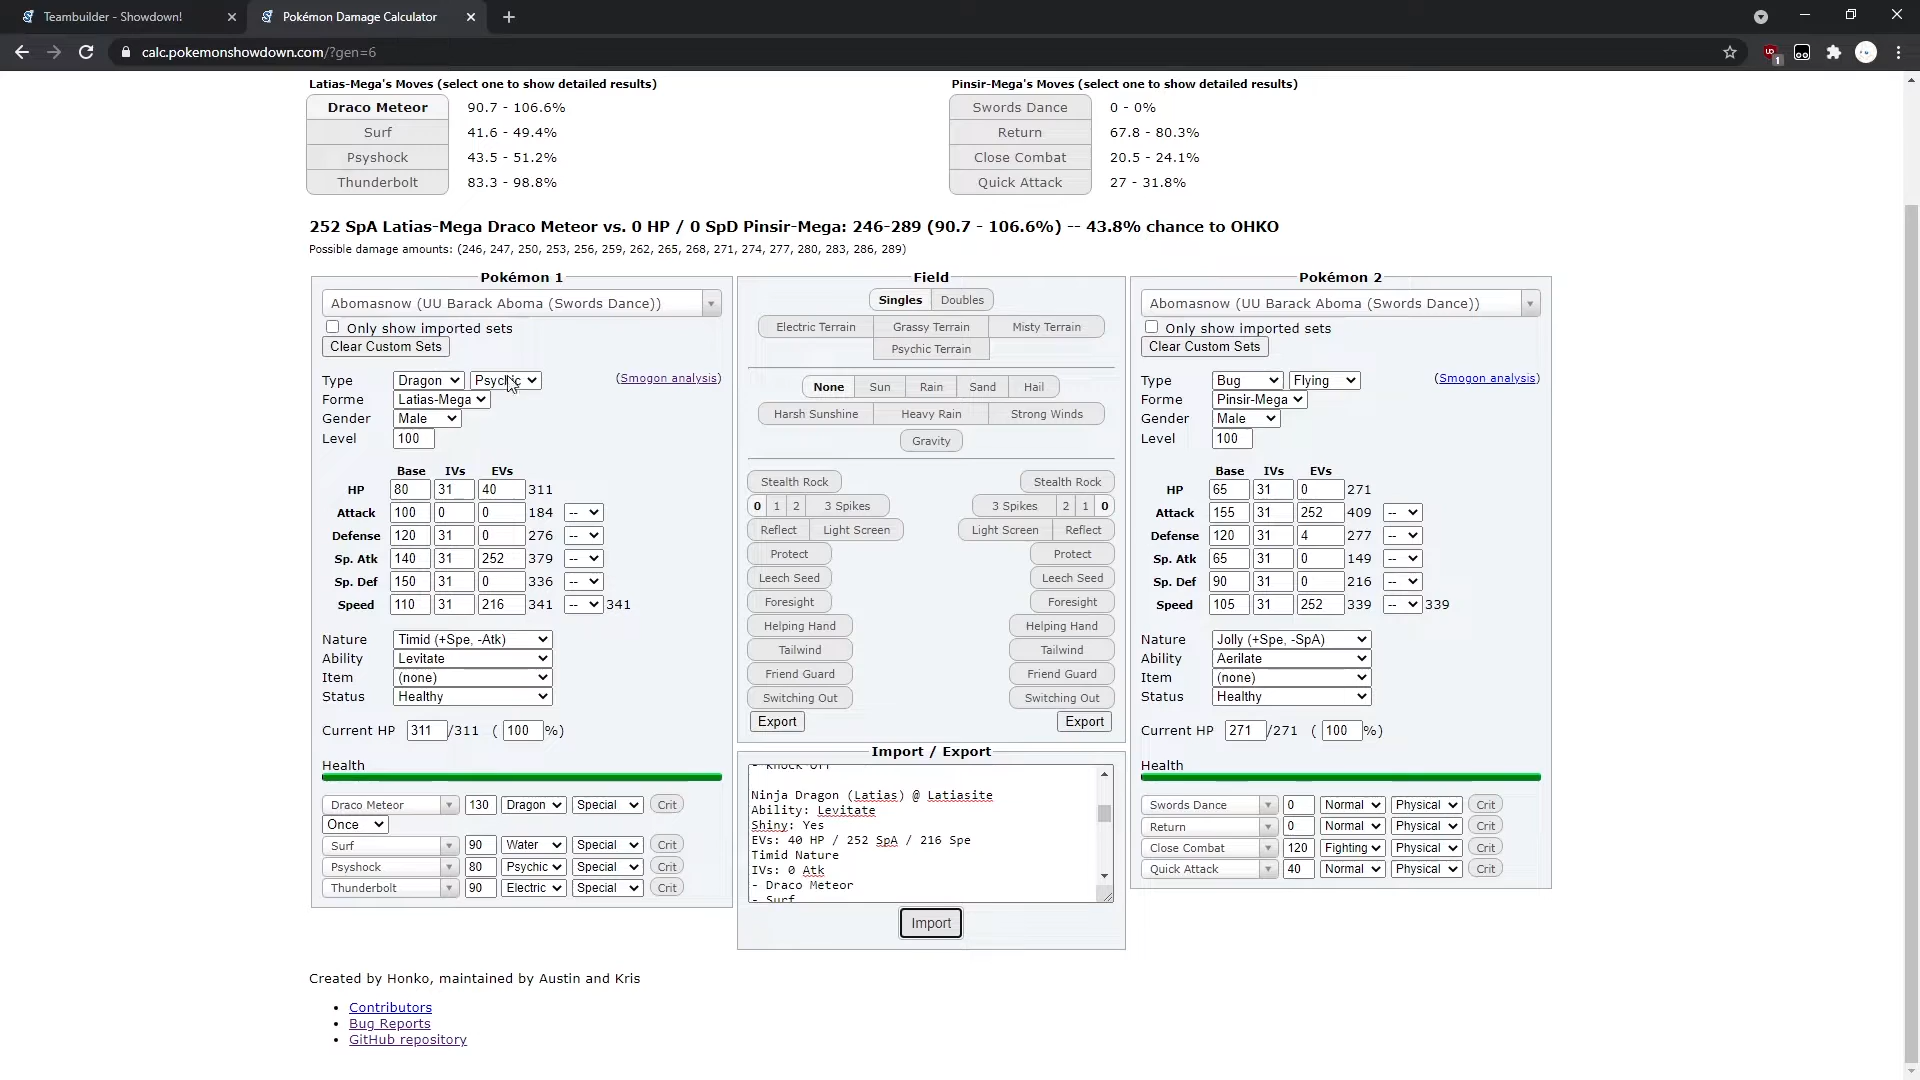 Teambuilder - Showdown!
Pokémon Damage Calculator
calc.pokemonshowdown.com/?gen=6
1
Latias-Mega's Moves (select one to show detailed results)
Draco Meteor 90.7 - 106.6%
Surf 41.6 - 49.4%
Psyshock 43.5 - 51.2%
Thunderbolt 83.3 - 98.8%
Pinsir-Mega's Moves (select one to show detailed results)
Swords Dance 0 - 0%
Return 67.8 - 80.3%
Close Combat 20.5 - 24.1%
Quick Attack 27 - 31.8%
252 SpA Latias-Mega Draco Meteor vs. 0 HP / 0 SpD Pinsir-Mega: 246-289 (90.7 - 106.6%) -- 43.8% chance to OHKO
Possible damage amounts: (246, 247, 250, 253, 256, 259, 262, 265, 268, 271, 274, 277, 280, 283, 286, 289)
Pokémon 1
Abomasnow (UU Barack Aboma (Swords Dance))
Only show imported sets
Clear Custom Sets
Type Dragon Psychic (Smogon analysis)
Forme Latias-Mega
Gender Male
Level 100
Base IVs EVs
HP 80 31 40 311
Attack 100 0 0 184 --
Defense 120 31 0 276 --
Sp. Atk 140 31 252 379 --
Sp. Def 150 31 0 336 --
Speed 110 31 216 341 -- 341
Nature Timid (+Spe, -Atk)
Ability Levitate
Item (none)
Status Healthy
Current HP 311 /311 ( 100 %)
Health
Draco Meteor 130 Dragon Special Crit
Once
Surf 90 Water Special Crit
Psyshock 80 Psychic Special Crit
Thunderbolt 90 Electric Special Crit
Field
Singles Doubles
Electric Terrain Grassy Terrain Misty Terrain
Psychic Terrain
None Sun Rain Sand Hail
Harsh Sunshine Heavy Rain Strong Winds
Gravity
Stealth Rock Stealth Rock
0 1 2 3 Spikes 3 Spikes 2 1 0
Reflect Light Screen Light Screen Reflect
Protect Protect
Leech Seed Leech Seed
Foresight Foresight
Helping Hand Helping Hand
Tailwind Tailwind
Friend Guard Friend Guard
Switching Out Switching Out
Export Export
Import / Export
- Knock Off
Ninja Dragon (Latias) @ Latiasite
Ability: Levitate
Shiny: Yes
EVs: 40 HP / 252 SpA / 216 Spe
Timid Nature
IVs: 0 Atk
- Draco Meteor
- Surf
Import
Pokémon 2
Abomasnow (UU Barack Aboma (Swords Dance))
Only show imported sets
Clear Custom Sets
Type Bug Flying (Smogon analysis)
Forme Pinsir-Mega
Gender Male
Level 100
Base IVs EVs
HP 65 31 0 271
Attack 155 31 252 409 --
Defense 120 31 4 277 --
Sp. Atk 65 31 0 149 --
Sp. Def 90 31 0 216 --
Speed 105 31 252 339 -- 339
Nature Jolly (+Spe, -SpA)
Ability Aerilate
Item (none)
Status Healthy
Current HP 271 /271 ( 100 %)
Health
Swords Dance 0 Normal Physical Crit
Return 0 Normal Physical Crit
Close Combat 120 Fighting Physical Crit
Quick Attack 40 Normal Physical Crit
Created by Honko, maintained by Austin and Kris
• Contributors
• Bug Reports
• GitHub repository